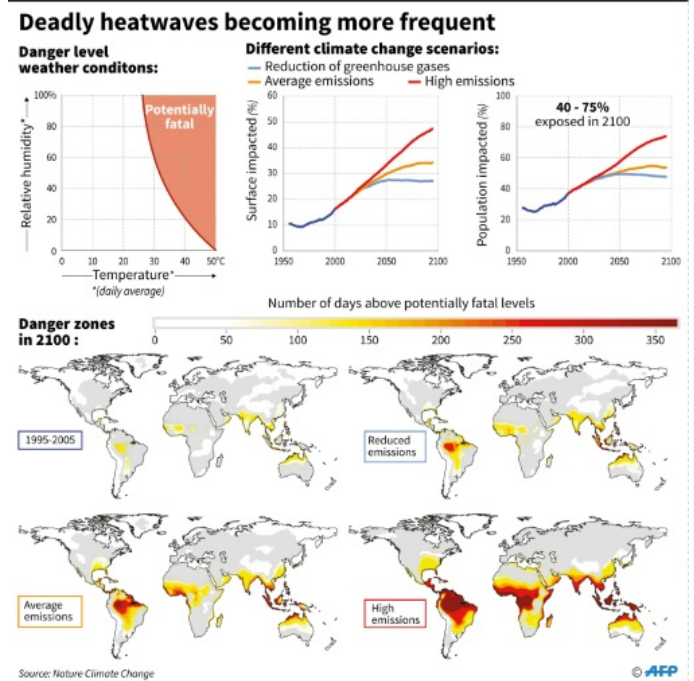 Deadly heatwaves becoming more frequent
Danger level
weather conditons:
100%
80
60
40
20
0
Relative humidity*
Potentially
fatal
0 10 20 30 40 50°C
Temperature*
*(daily average)
Different climate change scenarios:
Reduction of greenhouse gases
Average emissions
High emissions
Surface impacted (%)
60
50
40
30
20
10
0
1950 2000 2050 2100
Population impacted (%)
100
80
60
40
20
0
40 - 75%
exposed in 2100
1950 2000 2050 2100
Number of days above potentially fatal levels
Danger zones
in 2100 :
0 50 100 150 200 250 300 350
1995-2005
Reduced
emissions
Average
emissions
High
emissions
Source: Nature Climate Change
© AFP